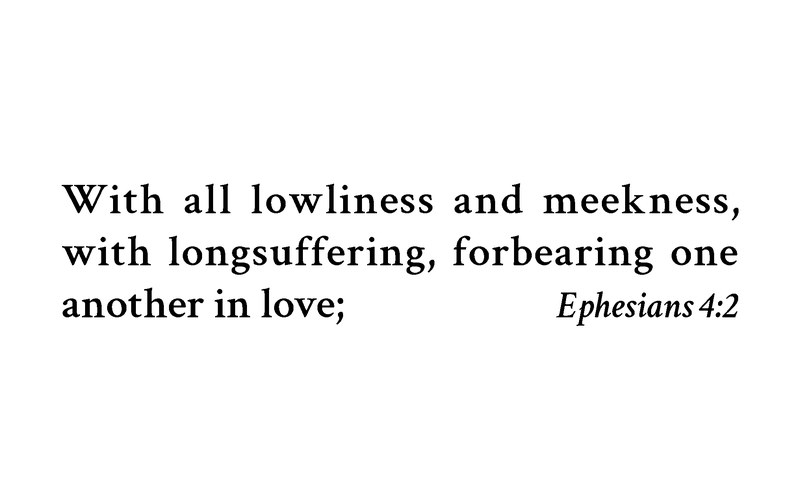 With all lowliness and meekness,
with longsuffering, forbearing one
another in love; Ephesians 4:2